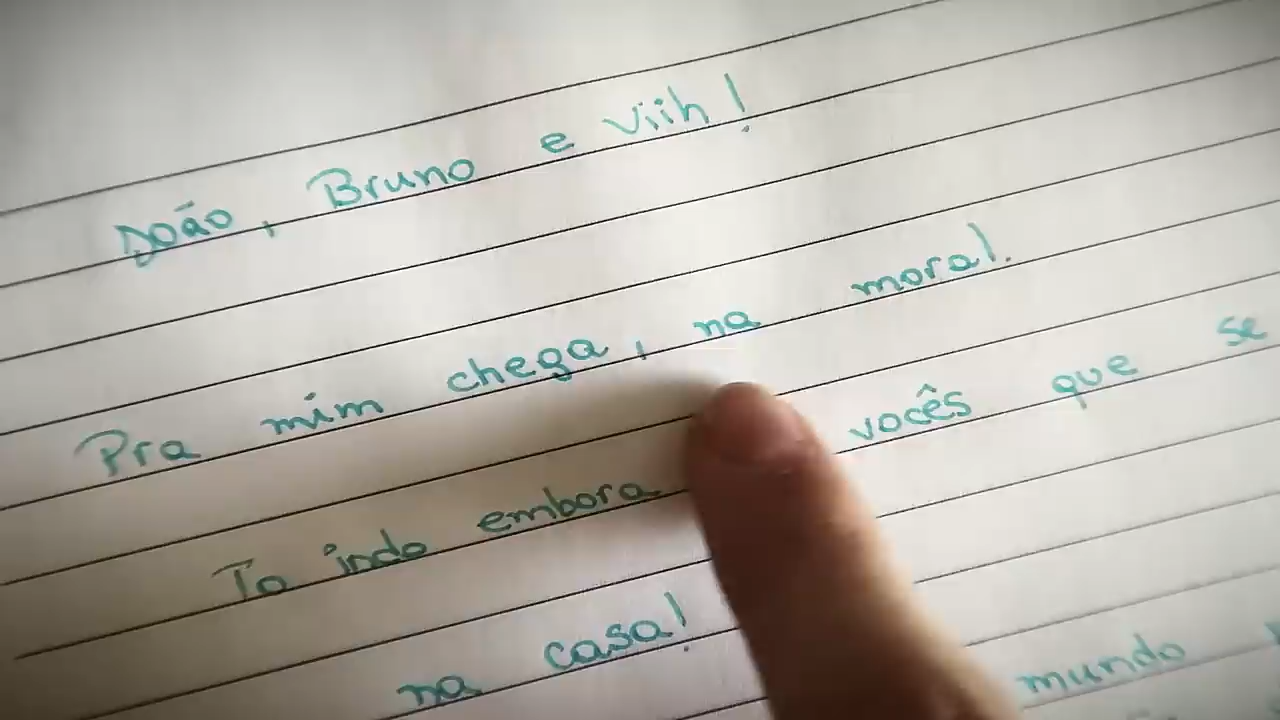 João, Bruno e Viih!
Pra mim chega, na moral.
To indo embora vocês que se
na casa! mundo